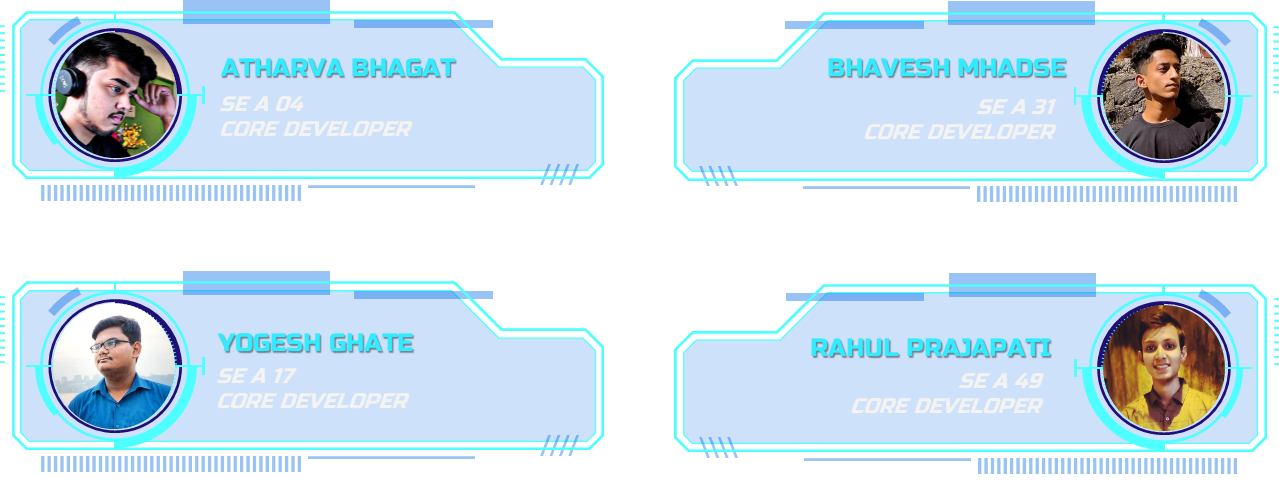 ATHARVA BHAGAT
SE A 04
CORE DEVELOPER
BHAVESH MHADSE
SE A 31
CORE DEVELOPER
YOGESH GHATE
SE A 17
CORE DEVELOPER
RAHUL PRAJAPATI
SE A 49
CORE DEVELOPER